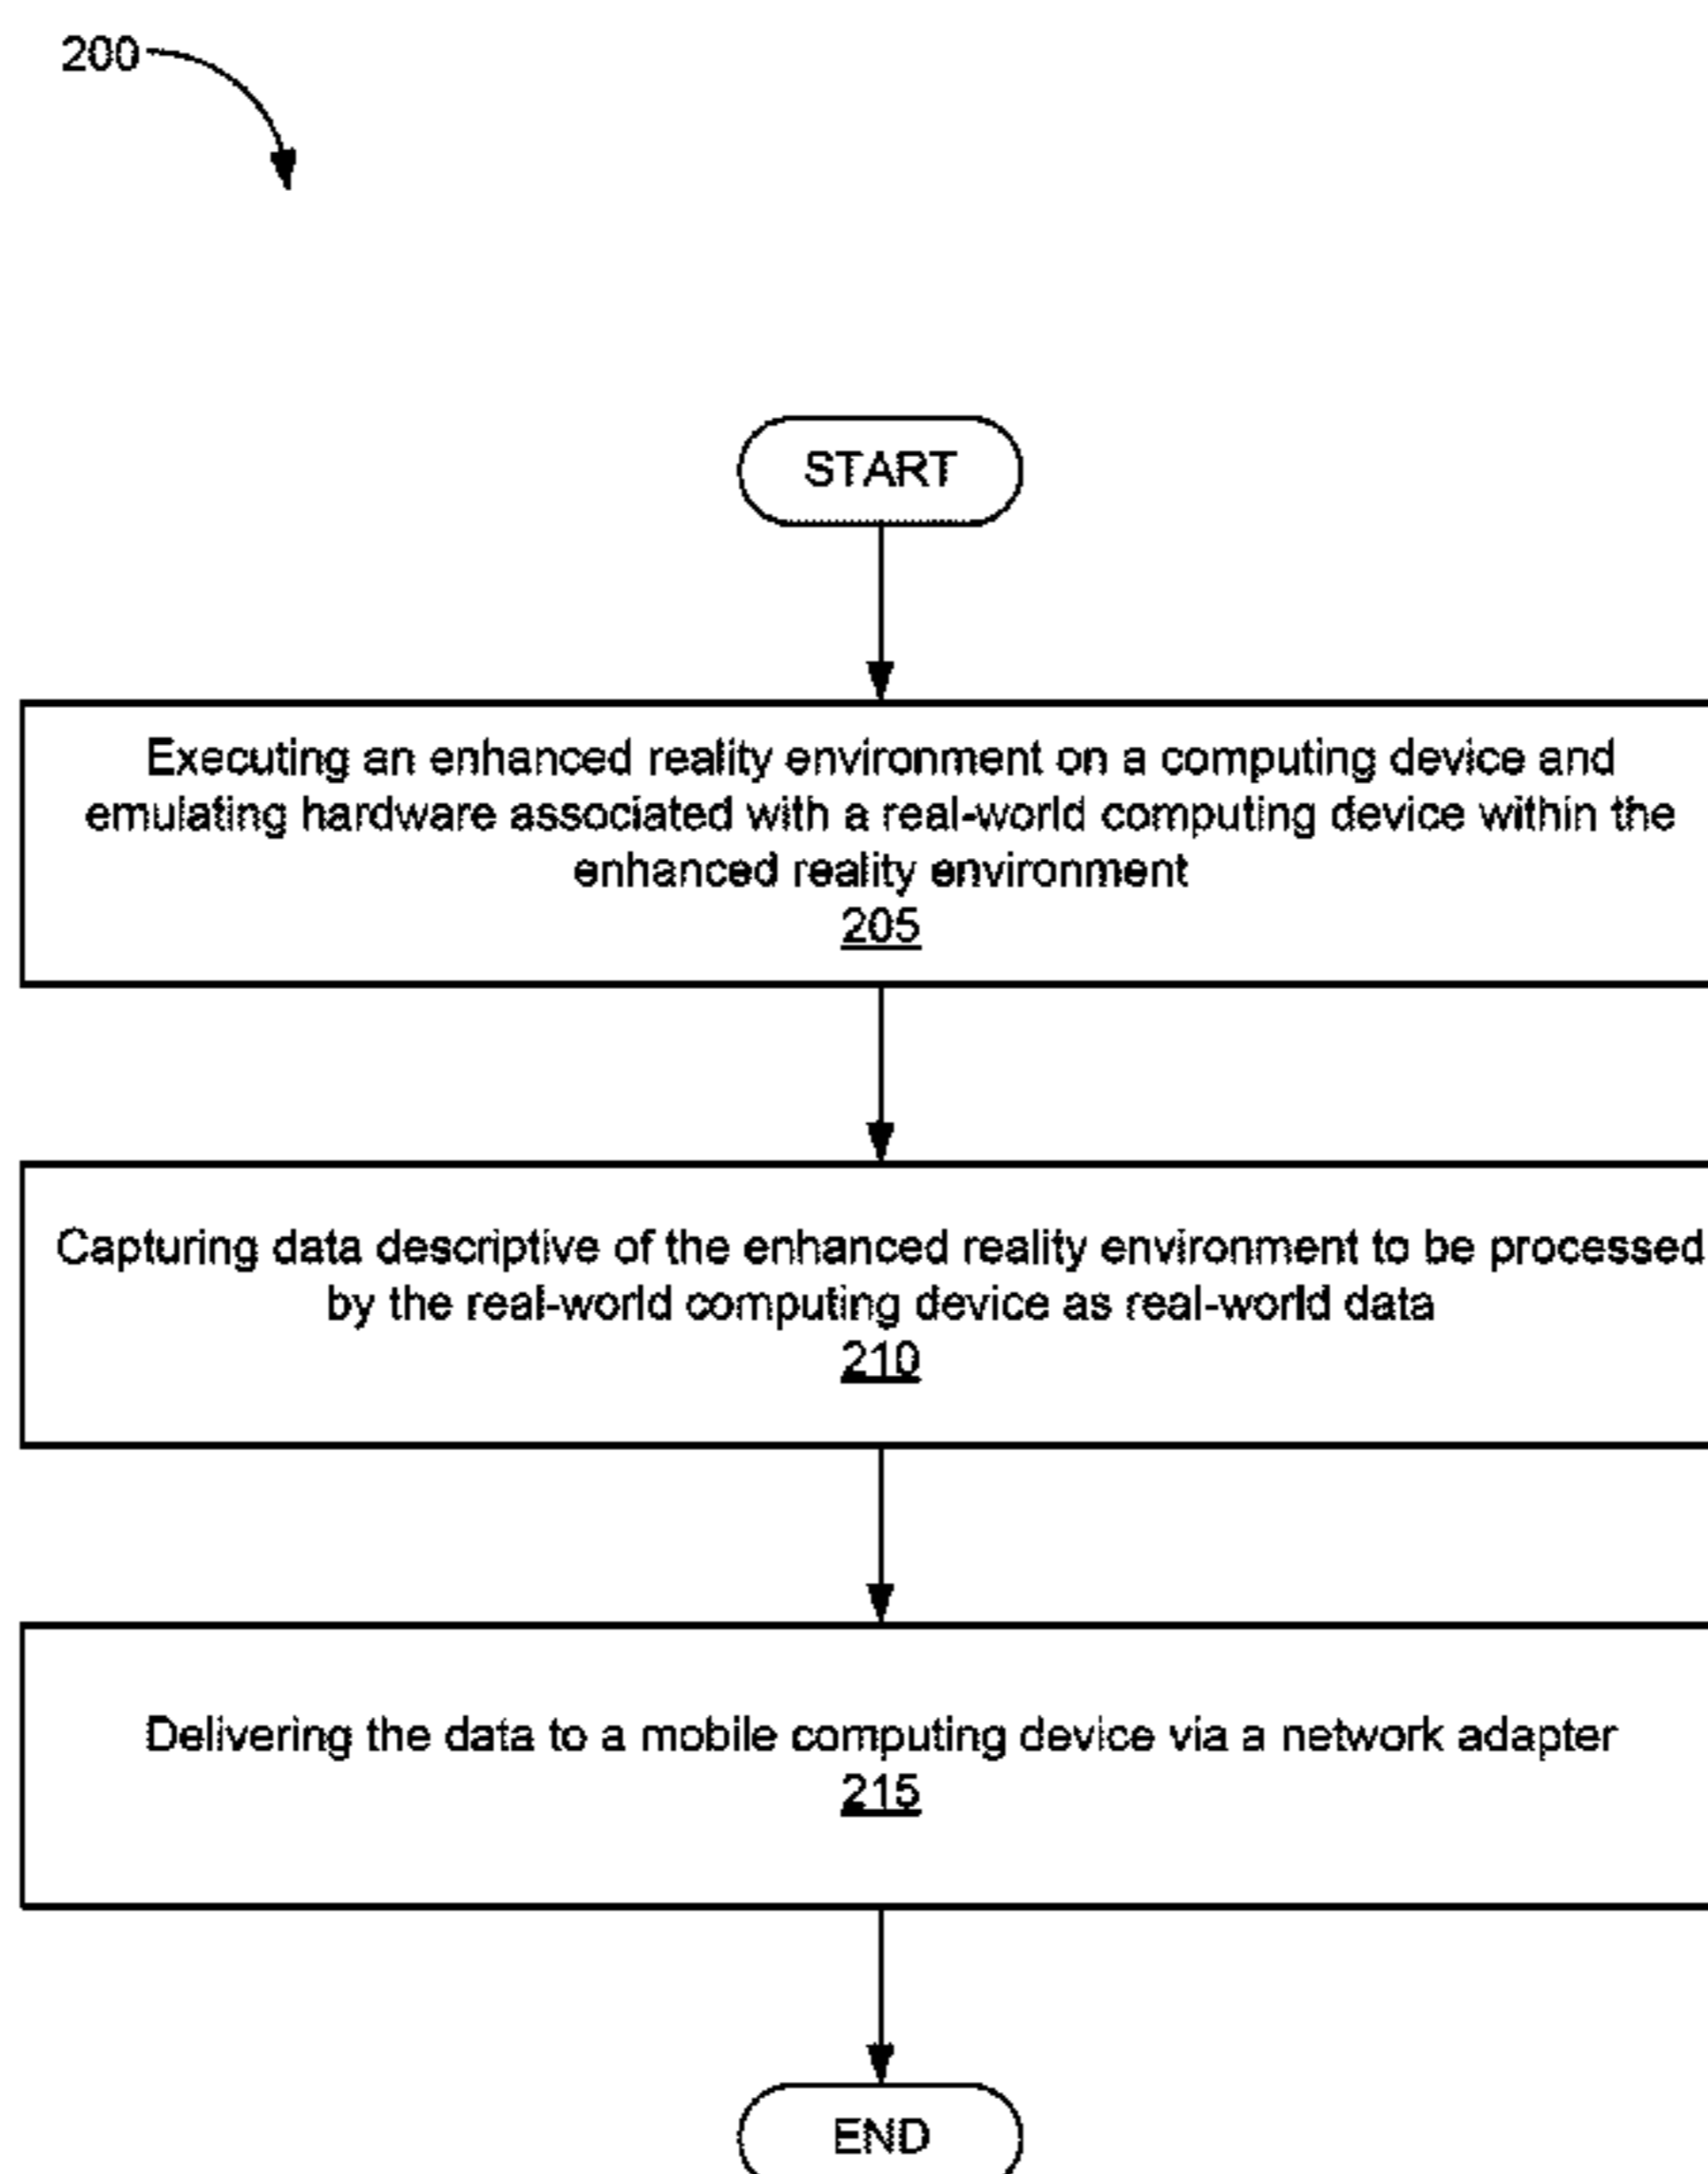 200
START
Executing an enhanced reality environment on a computing device and
emulating hardware associated with a real-world computing device within the
enhanced reality environment
205
Capturing data descriptive of the enhanced reality environment to be processed
by the real-world computing device as real-world data
210
Delivering the data to a mobile computing device via a network adapter
215
END